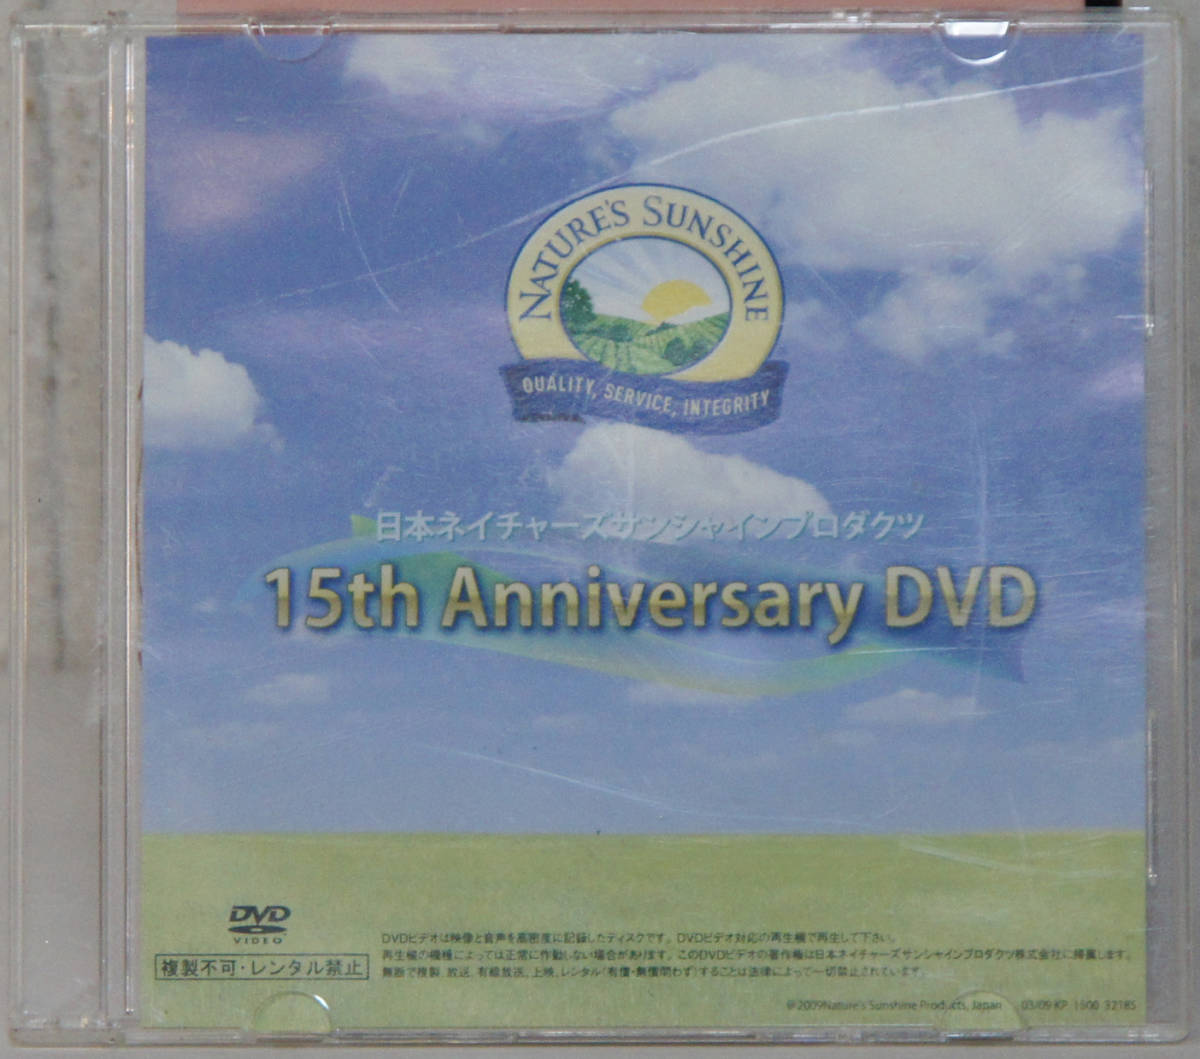 NATURE'S SUNSHINE
QUALITY, SERVICE, INTEGRITY
日本ネイチャーズサンシャインプロダクツ
15th Anniversary DVD
DVD
VIDEO
複製不可・レンタル禁止
DVDビデオは映像と音声を高密度に記録したディスクです。DVDビデオ対応の再生機で再生して下さい。
再生機の機種によっては正常に作動しない場合があります。このDVDビデオの著作権は日本ネイチャーズサンシャインプロダクツ株式会社に帰属します。
無断で複製、放送、有線放送、上映、レンタル(有償・無償問わず)することは法律によって一切禁止されています。
©2009Nature's Sunshine Products, Japan 03/09 KP 1500 32185